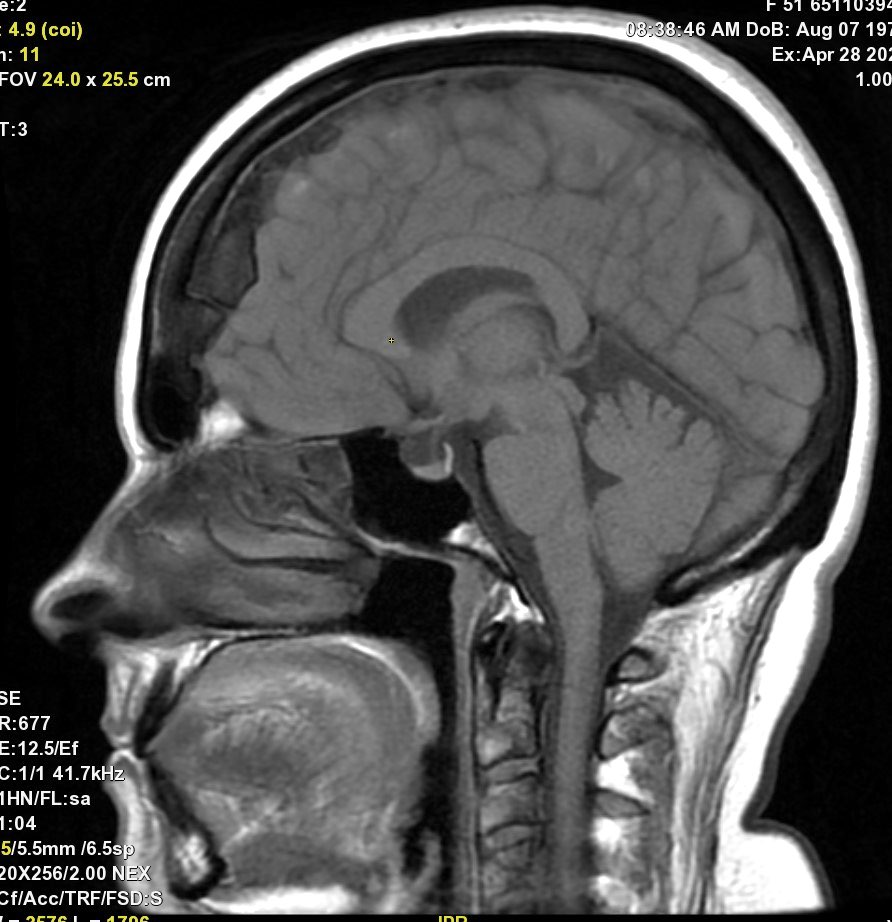 e:2
: 4.9 (coi)
n: 11
FOV 24.0 x 25.5 cm
T:3
F 51 65110394
08:38:46 AM DoB: Aug 07 197
Ex:Apr 28 202
1.00
SE
R:677
E:12.5/Ef
C:1/1 41.7kHz
1HN/FL:sa
1:04
5/5.5mm /6.5sp
20X256/2.00 NEX
Cf/Acc/TRF/FSD:S